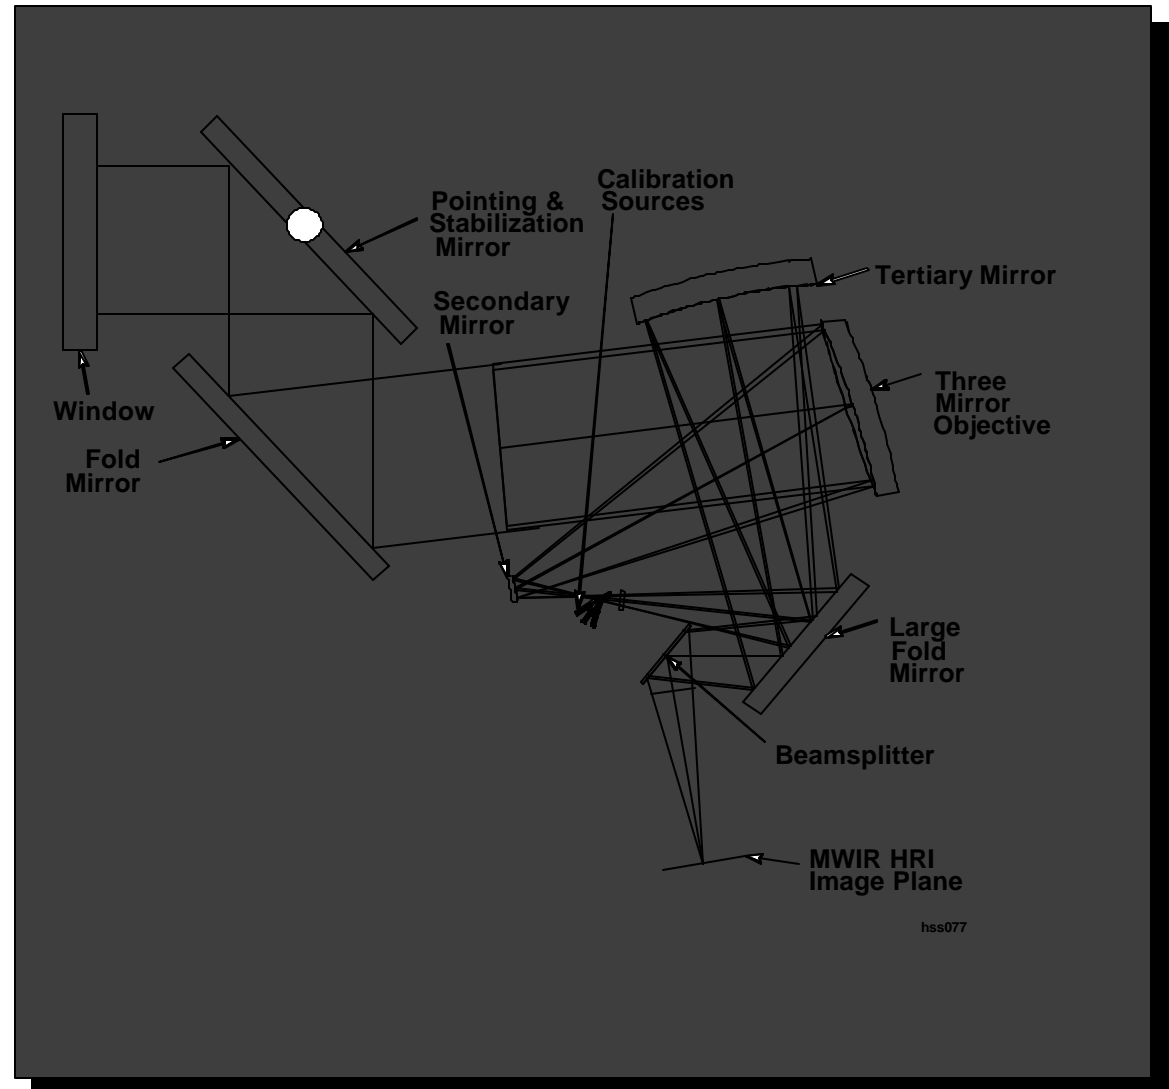 Calibration
Sources
Pointing &
Stabilization
Mirror
Tertiary Mirror
Secondary
Mirror
Three
Mirror
Objective
Window
Fold
Mirror
Large
Fold
Mirror
Beamsplitter
MWIR HRI
Image Plane
hss077